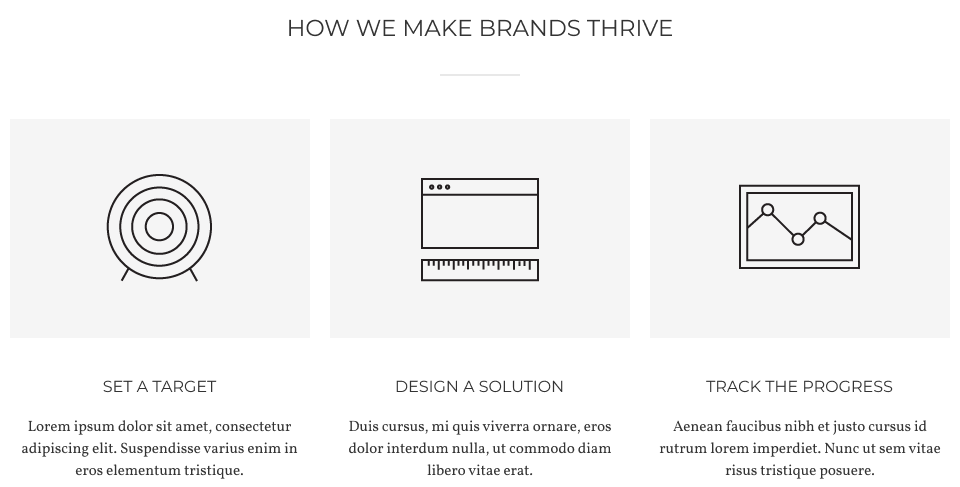 HOW WE MAKE BRANDS THRIVE
SET A TARGET
Lorem ipsum dolor sit amet, consectetur
adipiscing elit. Suspendisse varius enim in
eros elementum tristique.
DESIGN A SOLUTION
Duis cursus, mi quis viverra ornare, eros
dolor interdum nulla, ut commodo diam
libero vitae erat.
TRACK THE PROGRESS
Aenean faucibus nibh et justo cursus id
rutrum lorem imperdiet. Nunc ut sem vitae
risus tristique posuere.